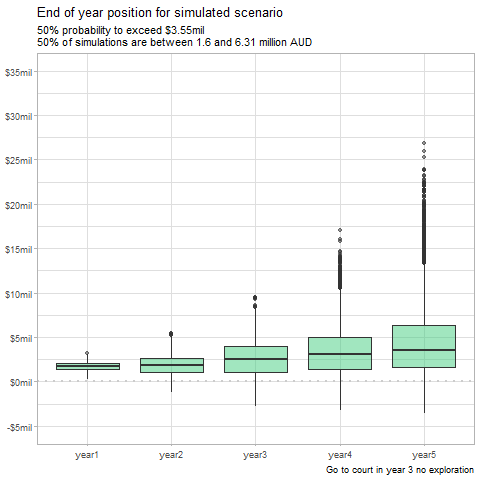 End of year position for simulated scenario
50% probability to exceed $3.55mil
50% of simulations are between 1.6 and 6.31 million AUD
$35mil
$30mil
$25mil
$20mil
$15mil
$10mil
$5mil
$0mil
-$5mil
year1 year2 year3 year4 year5
Go to court in year 3 no exploration